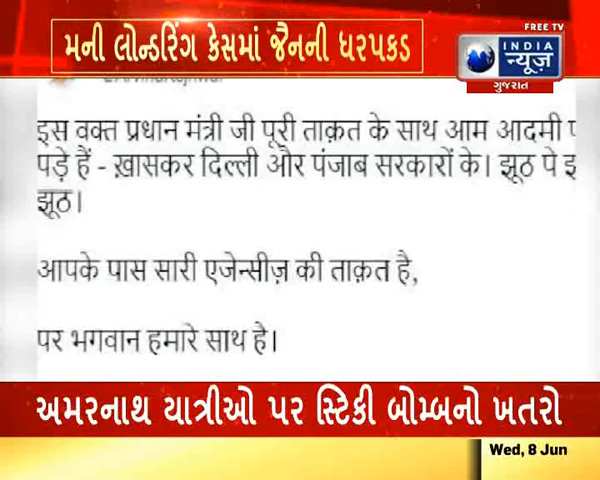 મની લોન્ડરિંગ કેસમાં જૈનની ધરપકડ
FREE TV
INDIA
न्यूज़
ગુજરાત
इस वक्त प्रधान मंत्री जी पूरी ताक़त के साथ आम आदमी
पड़े हैं - ख़ासकर दिल्ली और पंजाब सरकारों के। झूठ पे
झूठ।
आपके पास सारी एजेन्सीज़ की ताक़त है,
पर भगवान हमारे साथ है।
અમરનાથ યાત્રીઓ પર સ્ટિકી બોમ્બનો ખતરો
Wed, 8 Jun